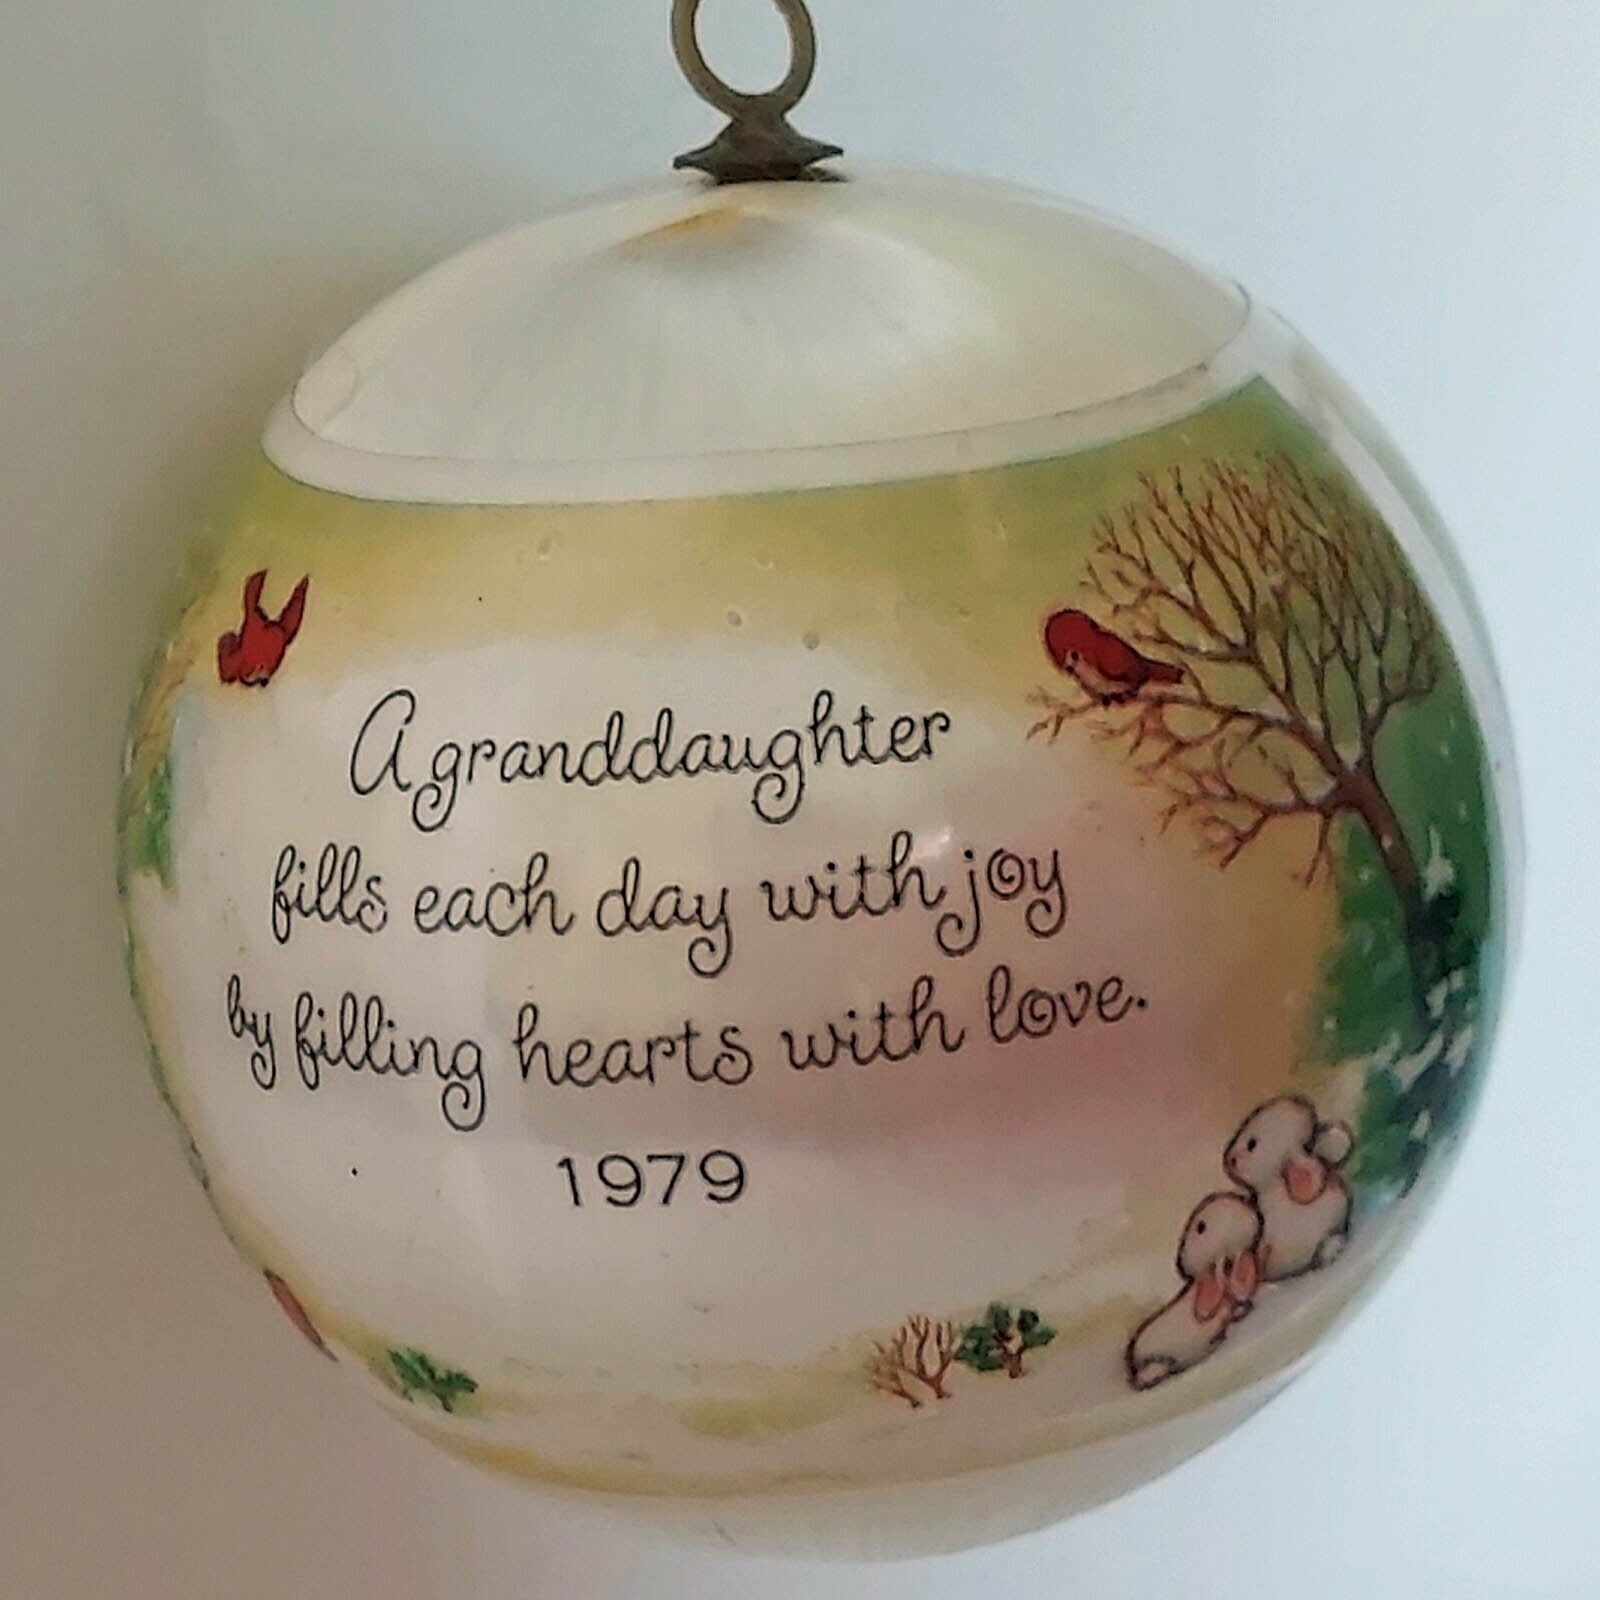 A granddaughter
fills each day with joy
by filling hearts with love.
1979